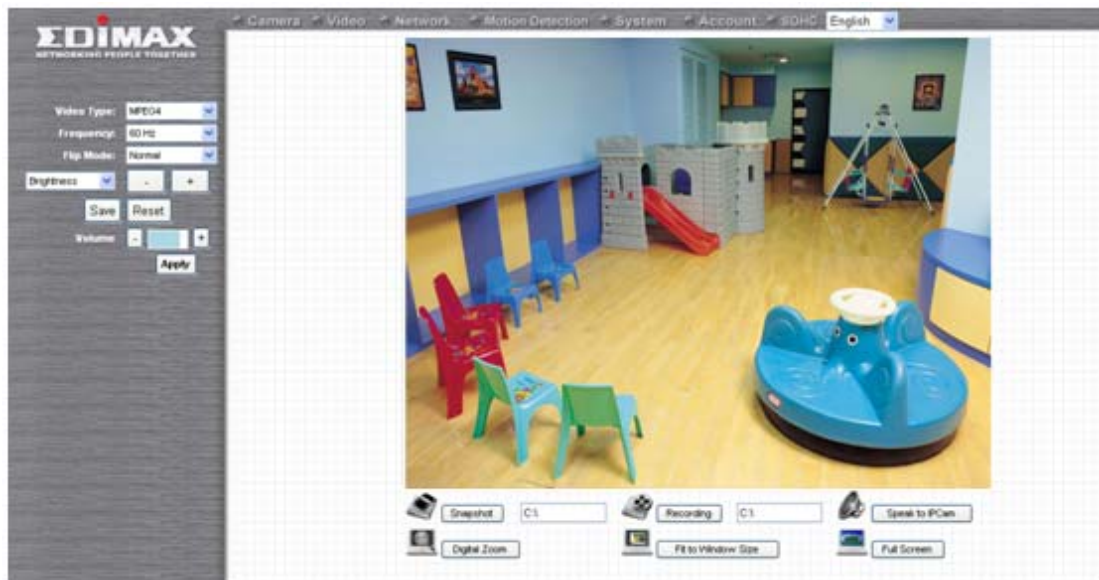 EDIMAX
NETWORKING PEOPLE TOGETHER
Camera Video Network Motion Detection System Account SDHC English
Video Type: MPEG4
Frequency: 60 Hz
Flip Mode: Normal
Brightness - +
Save Reset
Volume - +
Apply
Snapshot C:\ Recording C:\ Speak to IPCam
Digital Zoom Fit to Window Size Full Screen